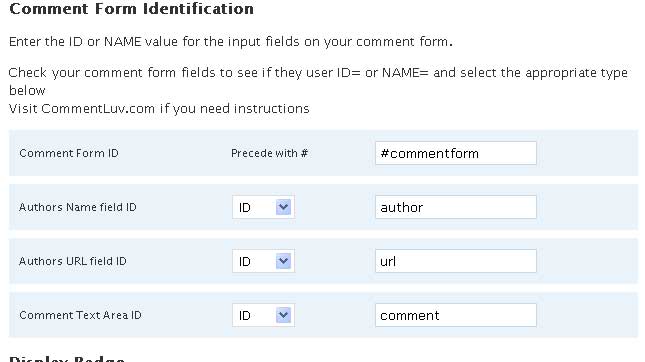 Comment Form Identification
Enter the ID or NAME value for the input fields on your comment form.
Check your comment form fields to see if they user ID= or NAME= and select the appropriate type
below
Visit CommentLuv.com if you need instructions
Comment Form ID Precede with # #commentform
Authors Name field ID ID author
Authors URL field ID ID url
Comment Text Area ID ID comment
Display Badge